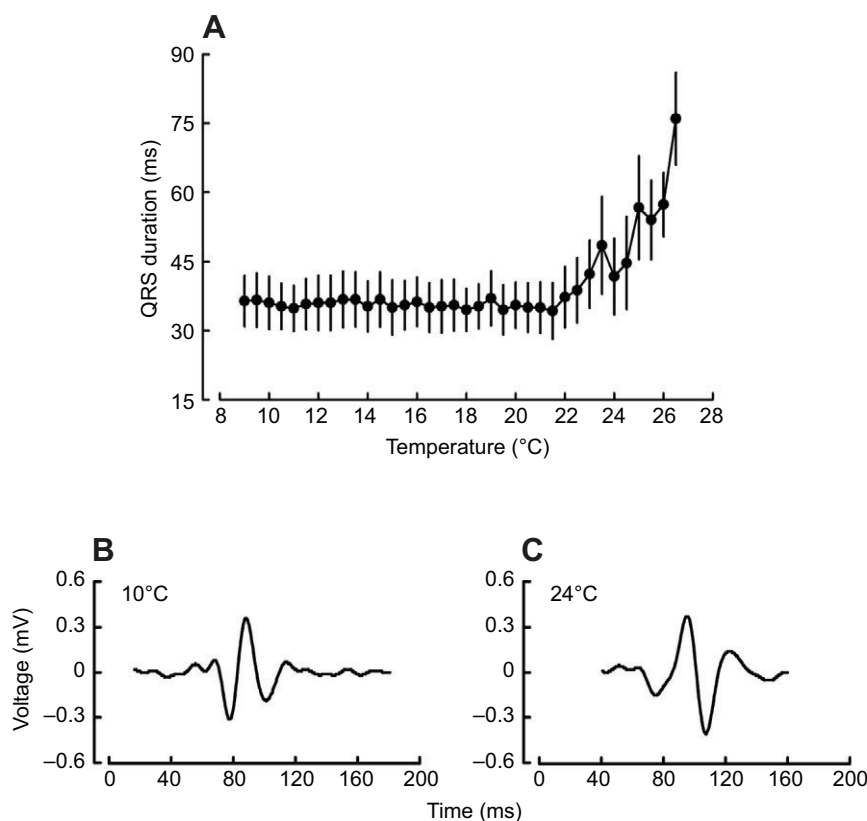 A
90
75
60
45
30
15
QRS duration (ms)
8 10 12 14 16 18 20 22 24 26 28
Temperature (°C)
B
0.6
0.3
0
–0.3
–0.6
Voltage (mV)
10°C
0 40 80 120 160 200
C
0.6
0.3
0
–0.3
–0.6
24°C
0 40 80 120 160 200
Time (ms)